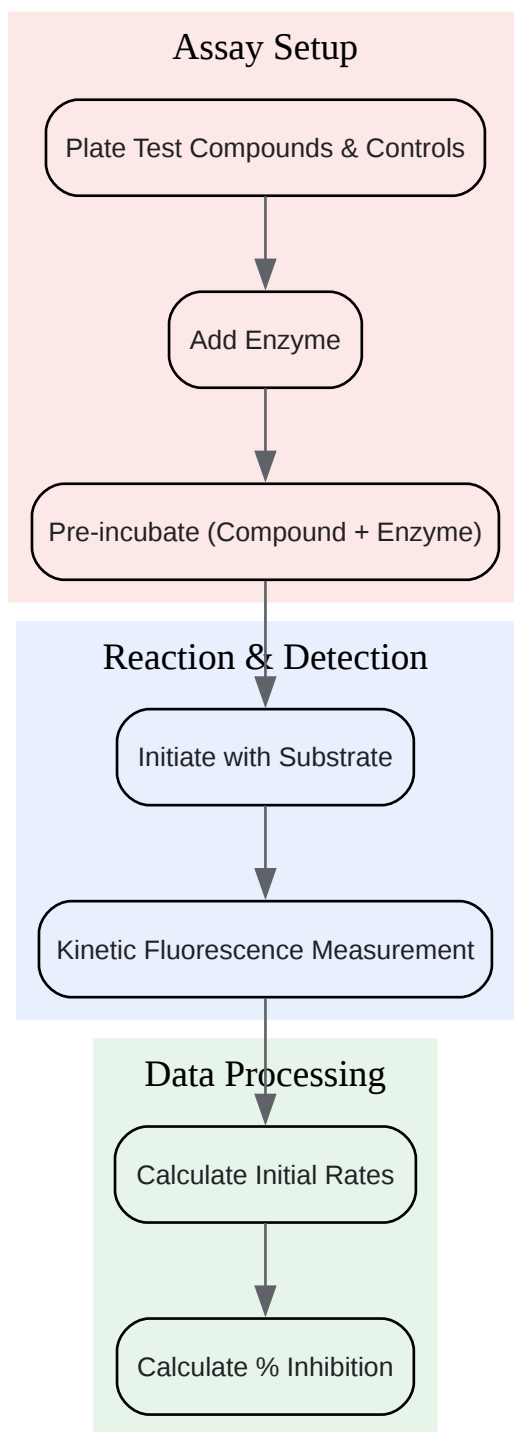 Assay Setup
Plate Test Compounds & Controls
Add Enzyme
Pre-incubate (Compound + Enzyme)
Reaction & Detection
Initiate with Substrate
Kinetic Fluorescence Measurement
Data Processing
Calculate Initial Rates
Calculate % Inhibition